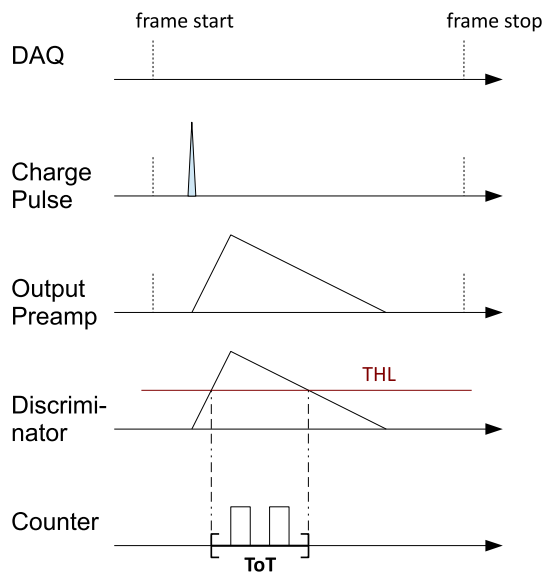 frame start
frame stop
DAQ
Charge
Pulse
Output
Preamp
THL
Discrimi-
nator
Counter
ToT